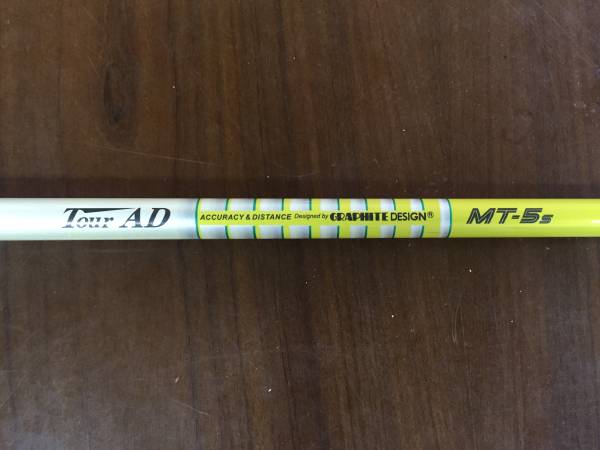 Tour AD ACCURACY & DISTANCE Designed by GRAPHITE DESIGN® MT-5s